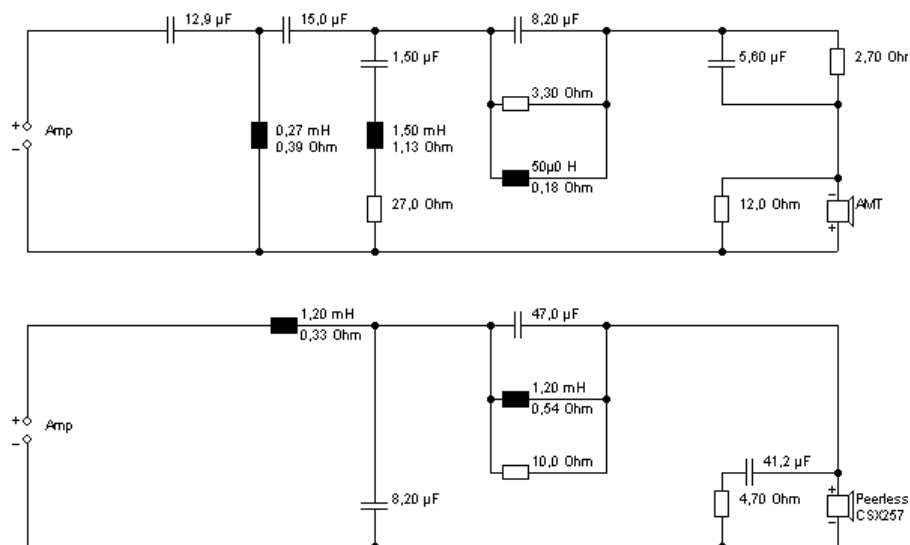 12,9 µF
15,0 µF
8,20 µF
1,50 µF
5,60 µF
2,70 Ohr
3,30 Ohm
+
Amp
–
0,27 mH
0,39 Ohm
1,50 mH
1,13 Ohm
50µ0 H
0,18 Ohm
27,0 Ohm
12,0 Ohm
–
AMT
+
1,20 mH
0,33 Ohm
47,0 µF
1,20 mH
0,54 Ohm
+
Amp
–
10,0 Ohm
41,2 µF
8,20 µF
4,70 Ohm
+
Peerless
CSX257
–